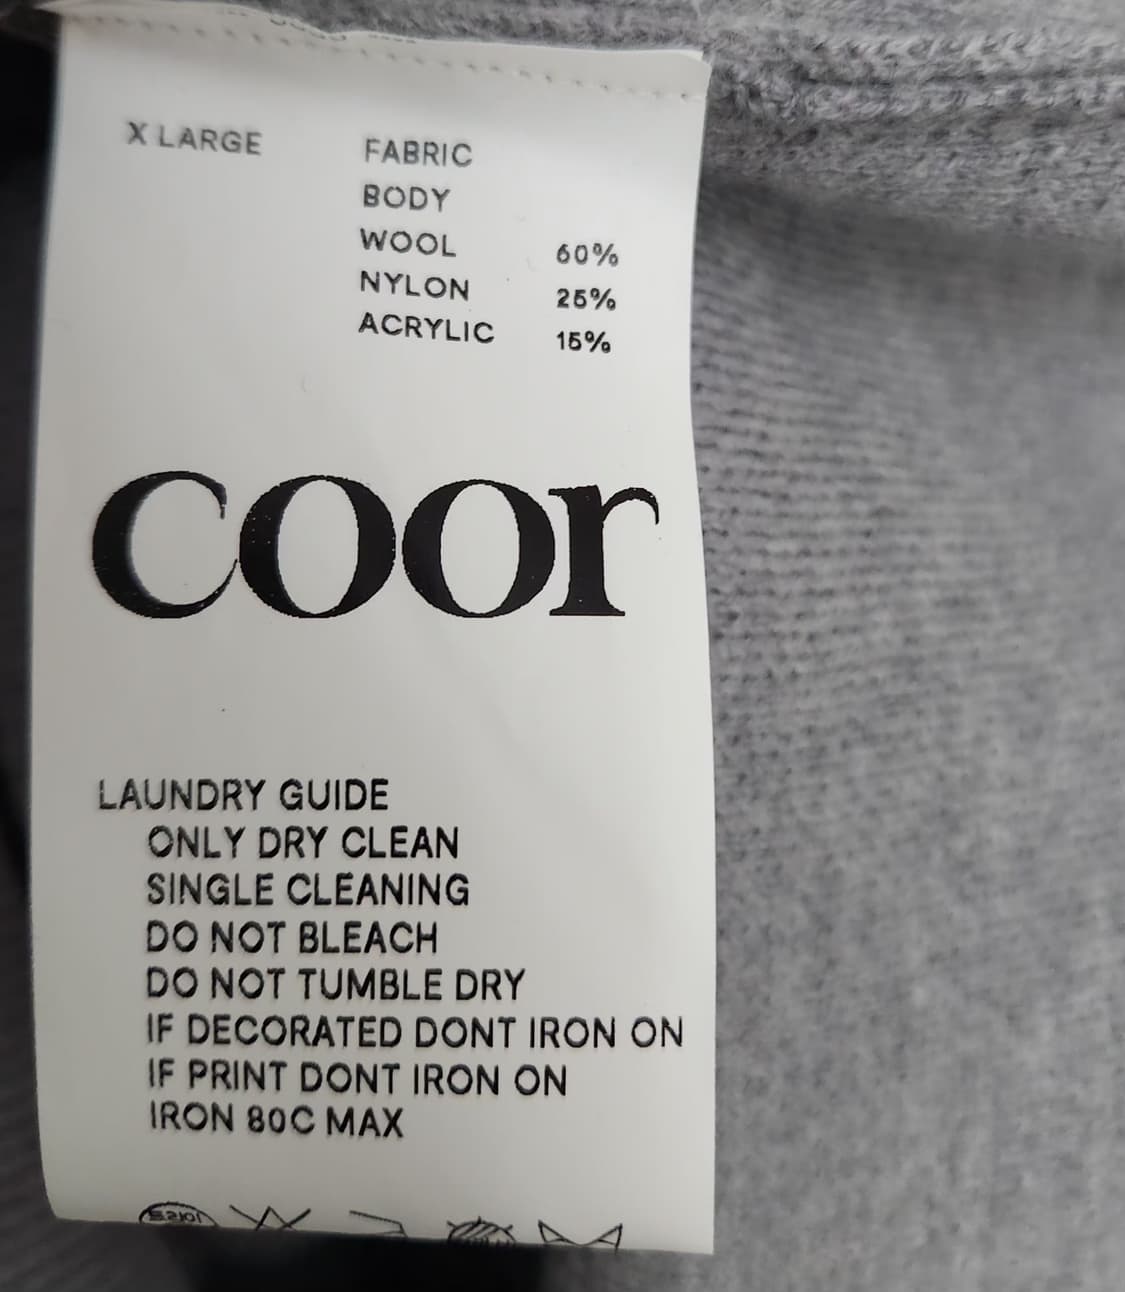 X LARGE
FABRIC
BODY
WOOL 60%
NYLON 25%
ACRYLIC 15%
coor
LAUNDRY GUIDE
ONLY DRY CLEAN
SINGLE CLEANING
DO NOT BLEACH
DO NOT TUMBLE DRY
IF DECORATED DONT IRON ON
IF PRINT DONT IRON ON
IRON 80C MAX